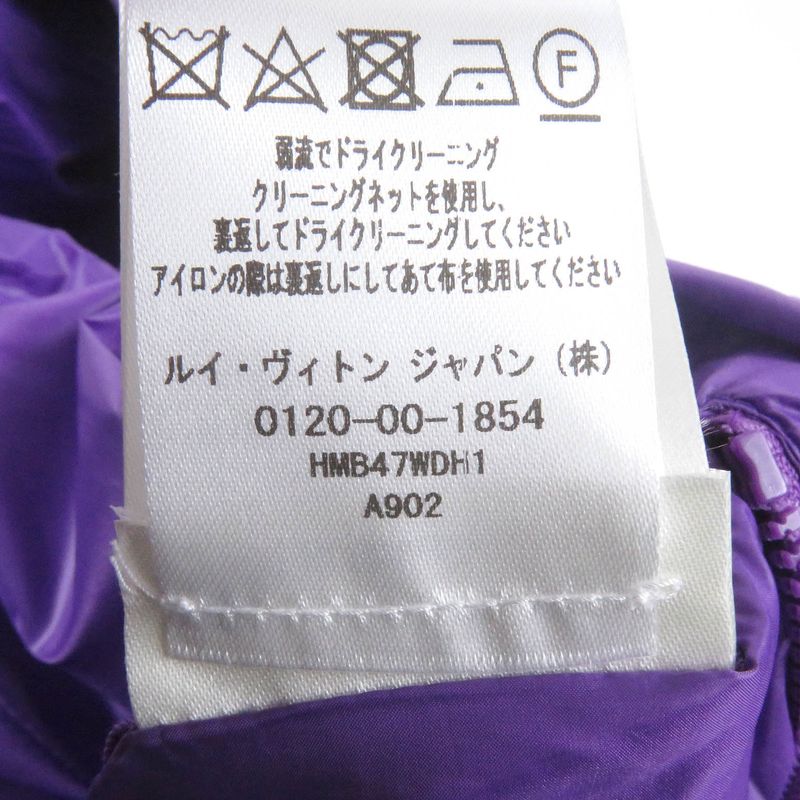 F
弱流でドライクリーニング
クリーニングネットを使用し、
裏返してドライクリーニングしてください
アイロンの際は裏返しにしてあて布を使用してください
ルイ・ヴィトン ジャパン (株)
0120-00-1854
HMB47WDH1
A902